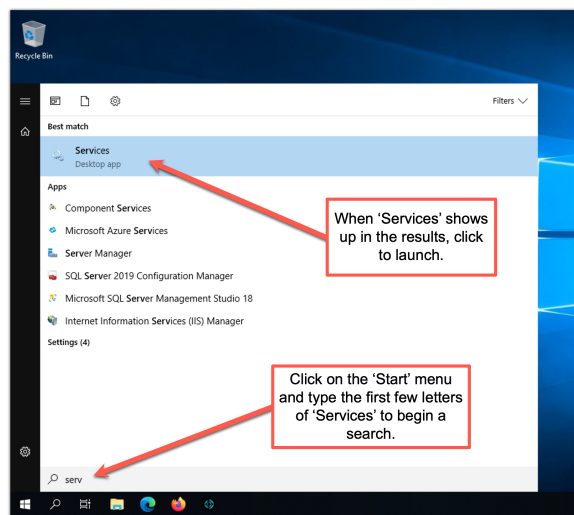 Recycle Bin
Filters
Best match
Services
Desktop app
Apps
Component Services
Microsoft Azure Services
Server Manager
SQL Server 2019 Configuration Manager
Microsoft SQL Server Management Studio 18
Internet Information Services (IIS) Manager
Settings (4)
When ‘Services’ shows
up in the results, click
to launch.
Click on the ‘Start’ menu
and type the first few letters
of ‘Services’ to begin a
search.
serv